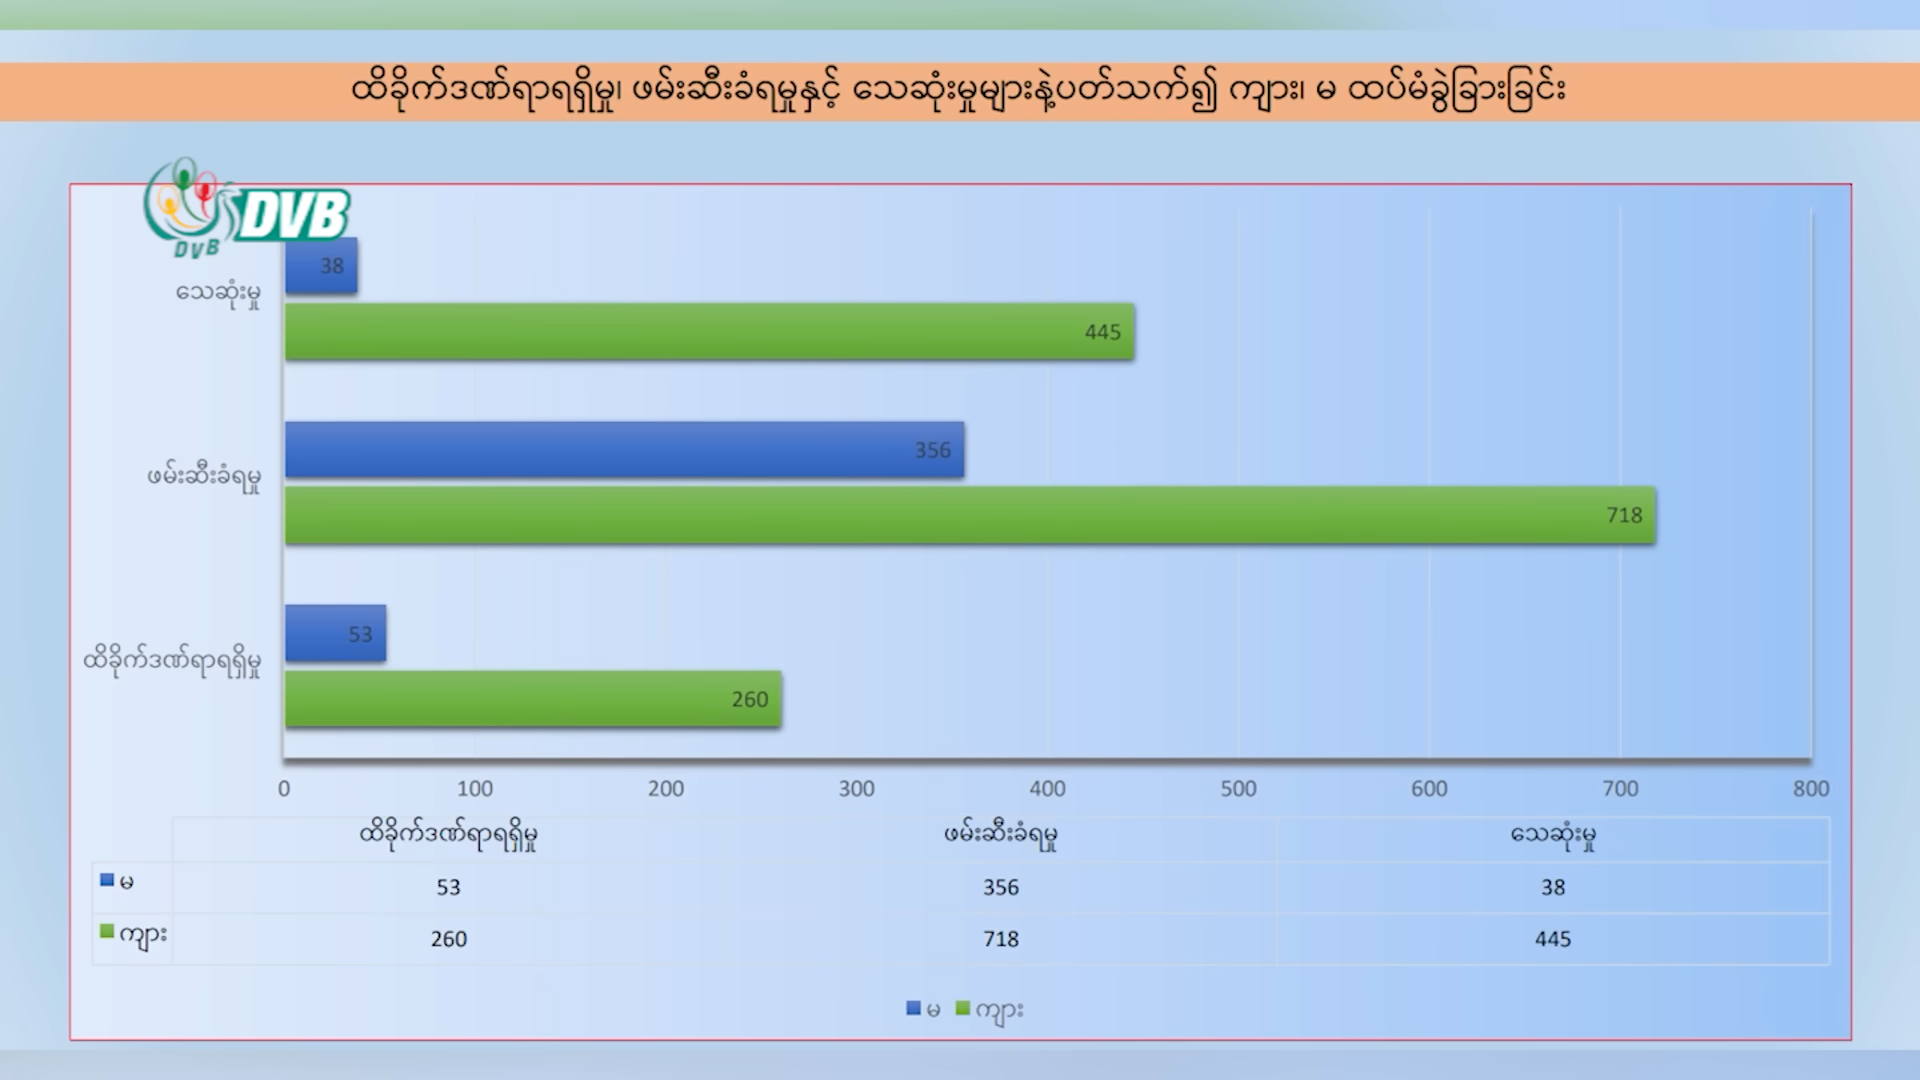 ထိခိုက်ဒဏ်ရာရရှိမှု၊ ဖမ်းဆီးခံရမှုနှင့် သေဆုံးမှုများနဲ့ပတ်သက်၍ ကျား၊ မ ထပ်မံခွဲခြားခြင်း
DVB
DVB
38
သေဆုံးမှု
445
356
ဖမ်းဆီးခံရမှု
718
53
ထိခိုက်ဒဏ်ရာရရှိမှု
260
0 100 200 300 400 500 600 700 800
ထိခိုက်ဒဏ်ရာရရှိမှု ဖမ်းဆီးခံရမှု သေဆုံးမှု
မ 53 356 38
ကျား 260 718 445
မ ကျား